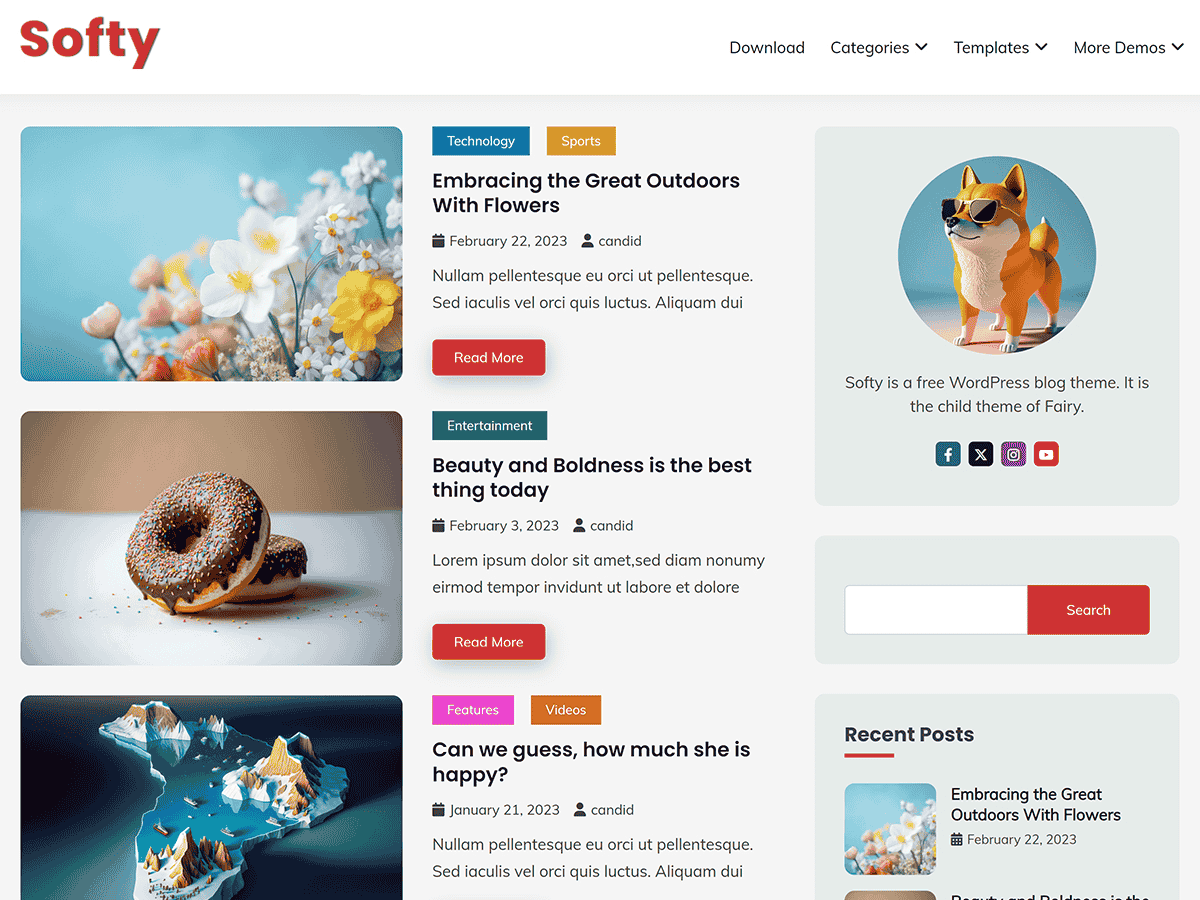 Softy
Download Categories Templates More Demos
Technology Sports
Embracing the Great Outdoors
With Flowers
February 22, 2023 candid
Nullam pellentesque eu orci ut pellentesque.
Sed iaculis vel orci quis luctus. Aliquam dui
Read More
Entertainment
Beauty and Boldness is the best
thing today
February 3, 2023 candid
Lorem ipsum dolor sit amet,sed diam nonumy
eirmod tempor invidunt ut labore et dolore
Read More
Features Videos
Can we guess, how much she is
happy?
January 21, 2023 candid
Nullam pellentesque eu orci ut pellentesque.
Sed iaculis vel orci quis luctus. Aliquam dui
Softy is a free WordPress blog theme. It is
the child theme of Fairy.
Search
Recent Posts
Embracing the Great
Outdoors With Flowers
February 22, 2023
Beauty and Boldness is the